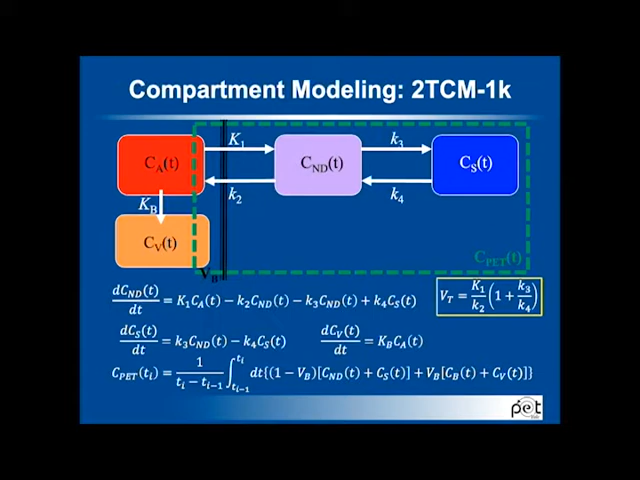 Compartment Modeling: 2TCM-1k
C_A(t)
K_1
k_2
C_ND(t)
k_3
k_4
C_S(t)
K_B
C_V(t)
V_B
C_PET(t)
dC_ND(t)/dt = K_1C_A(t) − k_2C_ND(t) − k_3C_ND(t) + k_4C_S(t)
V_T = K_1/k_2 (1 + k_3/k_4)
dC_S(t)/dt = k_3C_ND(t) − k_4C_S(t)
dC_V(t)/dt = K_BC_A(t)
C_PET(t_i) = 1/(t_i − t_{i−1}) ∫_{t_{i−1}}^{t_i} dt{(1 − V_B)[C_ND(t) + C_S(t)] + V_B[C_B(t) + C_V(t)]}
pet